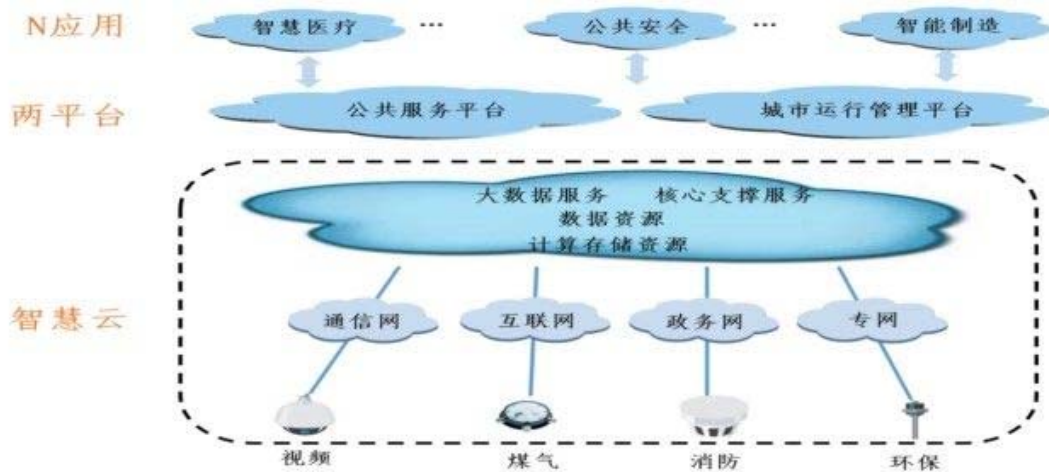 N应用
智慧医疗 … 公共安全 … 智能制造
两平台
公共服务平台 城市运行管理平台
大数据服务 核心支撑服务
数据资源
计算存储资源
智慧云
通信网 互联网 政务网 专网
视频 煤气 消防 环保